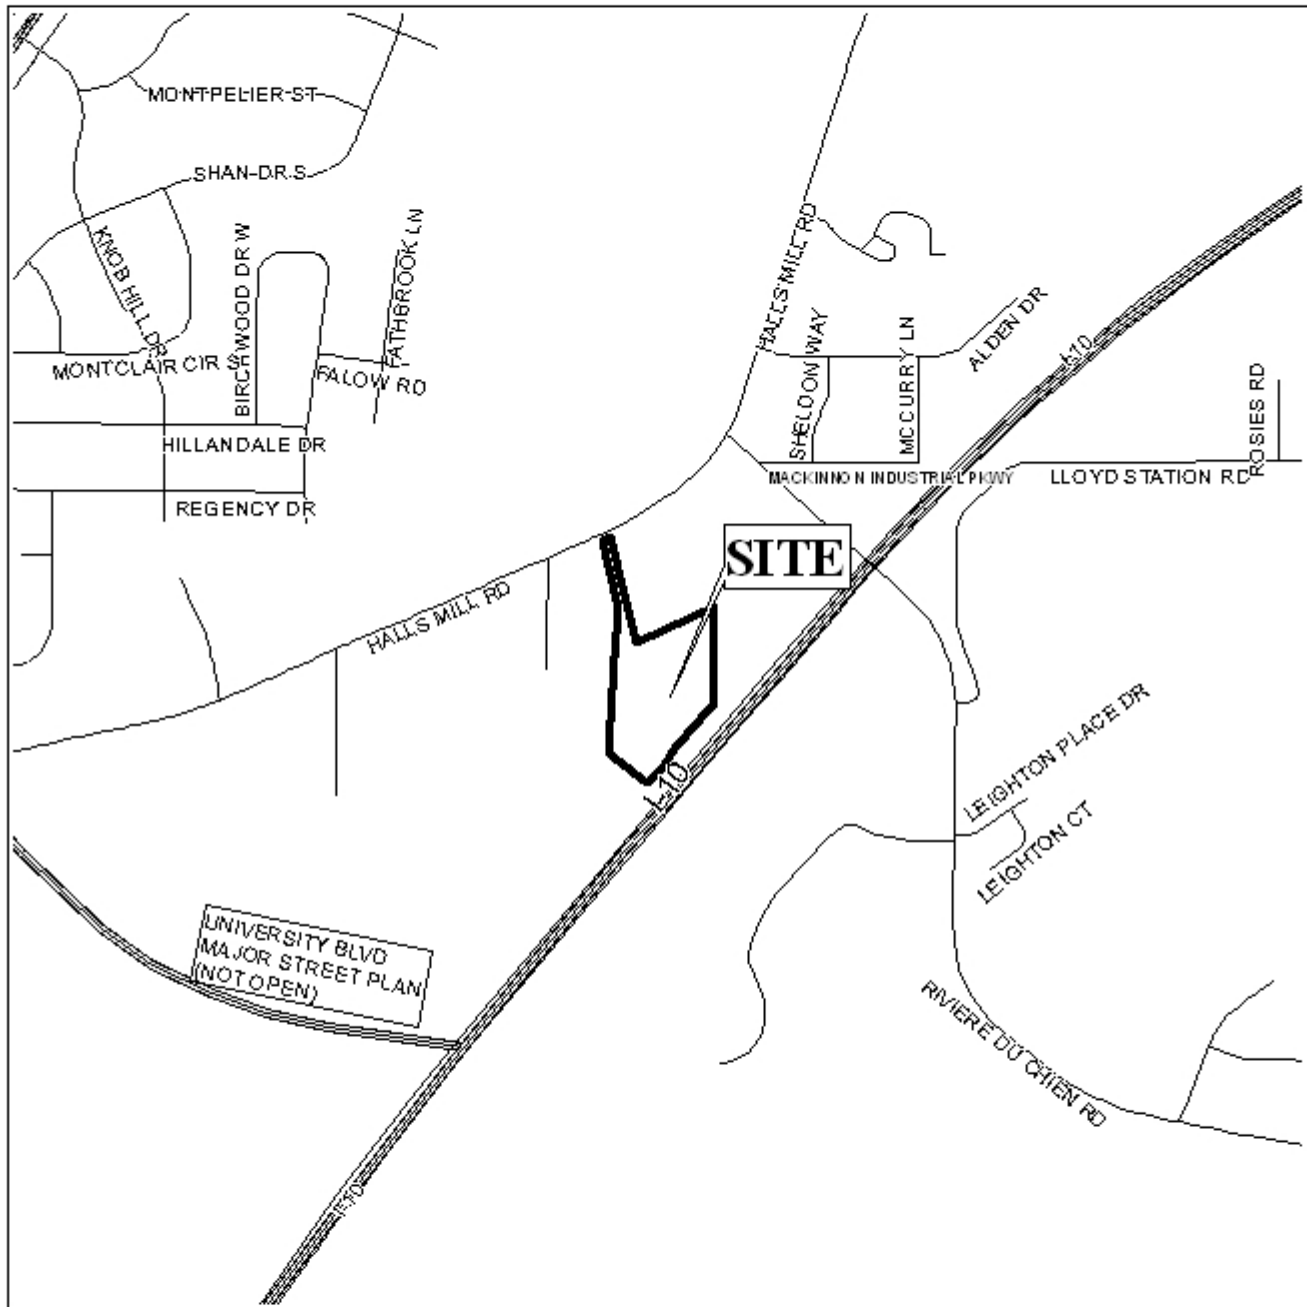 MONTPELIER ST
SHAN DR S
KNOB HILL DR
BIRCHWOOD DR W
FATHBROOK LN
HALLS MILL RD
MONTCLAIR CIR S
FALOW RD
SHELDON WAY
MCCURRY LN
ALDEN DR
I-10
ROSIES RD
HILLANDALE DR
REGENCY DR
MACKINNON INDUSTRIAL PKWY
LLOYD STATION RD
SITE
HALLS MILL RD
I-10
LEIGHTON PLACE DR
LEIGHTON CT
UNIVERSITY BLVD
MAJOR STREET PLAN
(NOT OPEN)
RIVIERE DU CHIEN RD
I-10